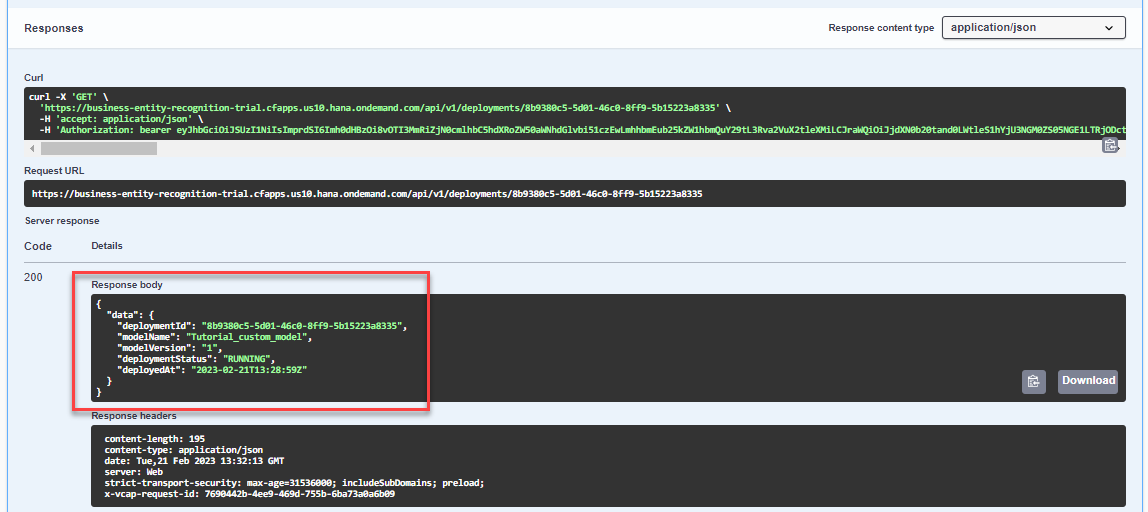 Responses
Response content type
application/json
Curl
curl -X 'GET' \
'https://business-entity-recognition-trial.cfapps.us10.hana.ondemand.com/api/v1/deployments/8b9380c5-5d01-46c0-8ff9-5b15223a8335' \
-H 'accept: application/json' \
-H 'Authorization: bearer
Request URL
https://business-entity-recognition-trial.cfapps.us10.hana.ondemand.com/api/v1/deployments/8b9380c5-5d01-46c0-8ff9-5b15223a8335
Server response
Code Details
200
Response body
{
"data": {
"deploymentId": "8b9380c5-5d01-46c0-8ff9-5b15223a8335",
"modelName": "Tutorial_custom_model",
"modelVersion": "1",
"deploymentStatus": "RUNNING",
"deployedAt": "2023-02-21T13:28:59Z"
}
}
Download
Response headers
content-length: 195
content-type: application/json
date: Tue,21 Feb 2023 13:32:13 GMT
server: Web
strict-transport-security: max-age=31536000; includeSubDomains; preload;
x-vcap-request-id: 7690442b-4ee9-469d-755b-6ba73a0a6b09